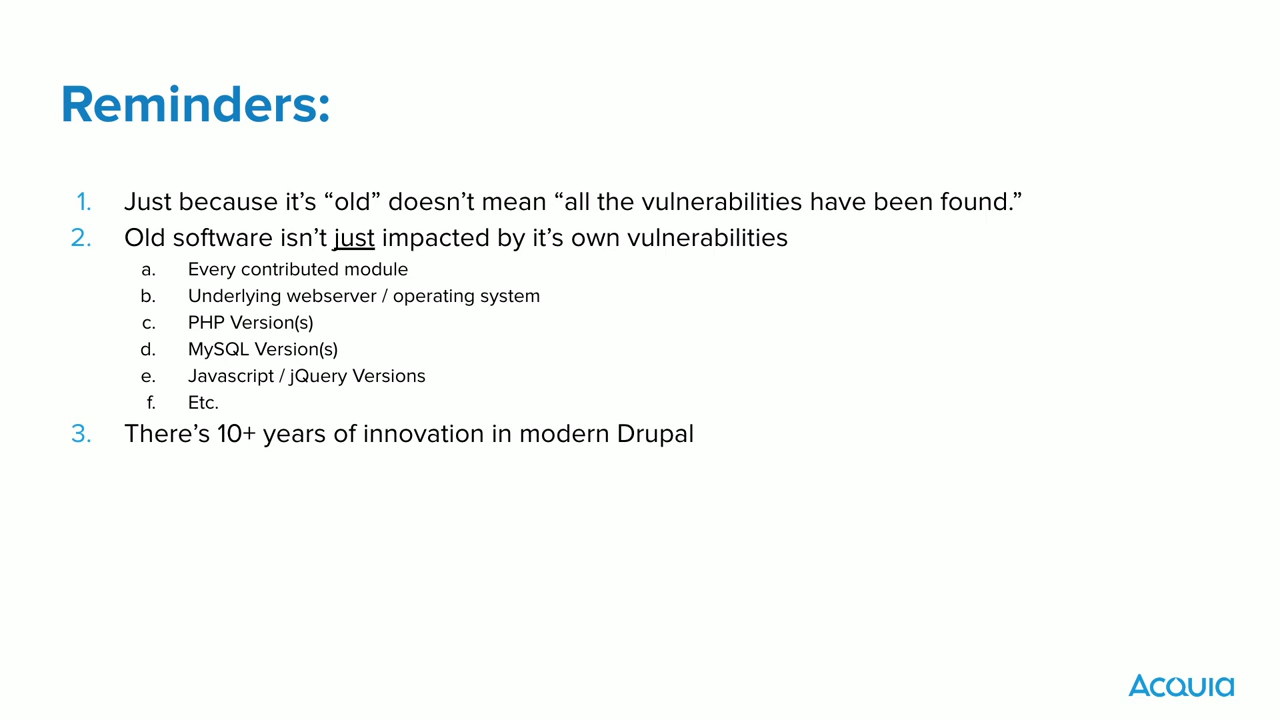 Reminders:
1. Just because it’s “old” doesn’t mean “all the vulnerabilities have been found.”
2. Old software isn’t just impacted by it’s own vulnerabilities
a. Every contributed module
b. Underlying webserver / operating system
c. PHP Version(s)
d. MySQL Version(s)
e. Javascript / jQuery Versions
f. Etc.
3. There’s 10+ years of innovation in modern Drupal
Acquia